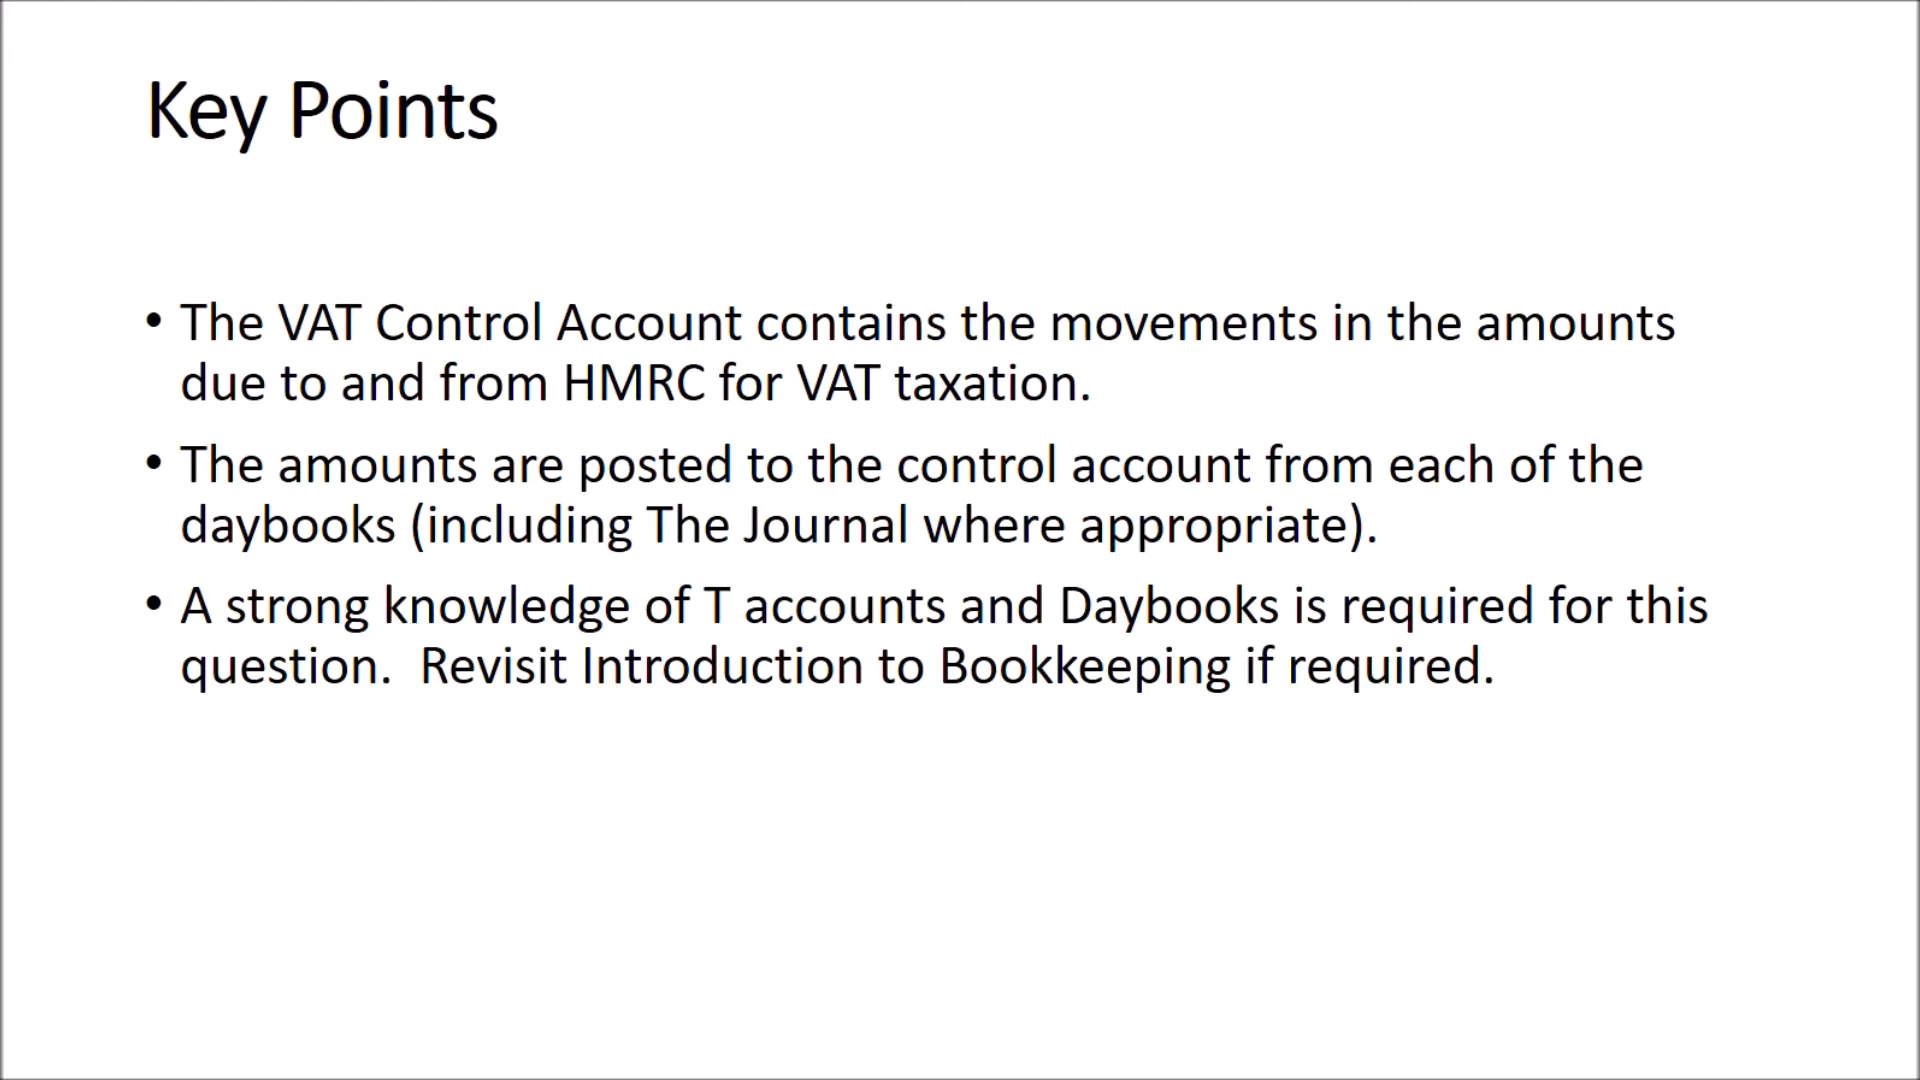 Key Points
• The VAT Control Account contains the movements in the amounts
due to and from HMRC for VAT taxation.
• The amounts are posted to the control account from each of the
daybooks (including The Journal where appropriate).
• A strong knowledge of T accounts and Daybooks is required for this
question.  Revisit Introduction to Bookkeeping if required.